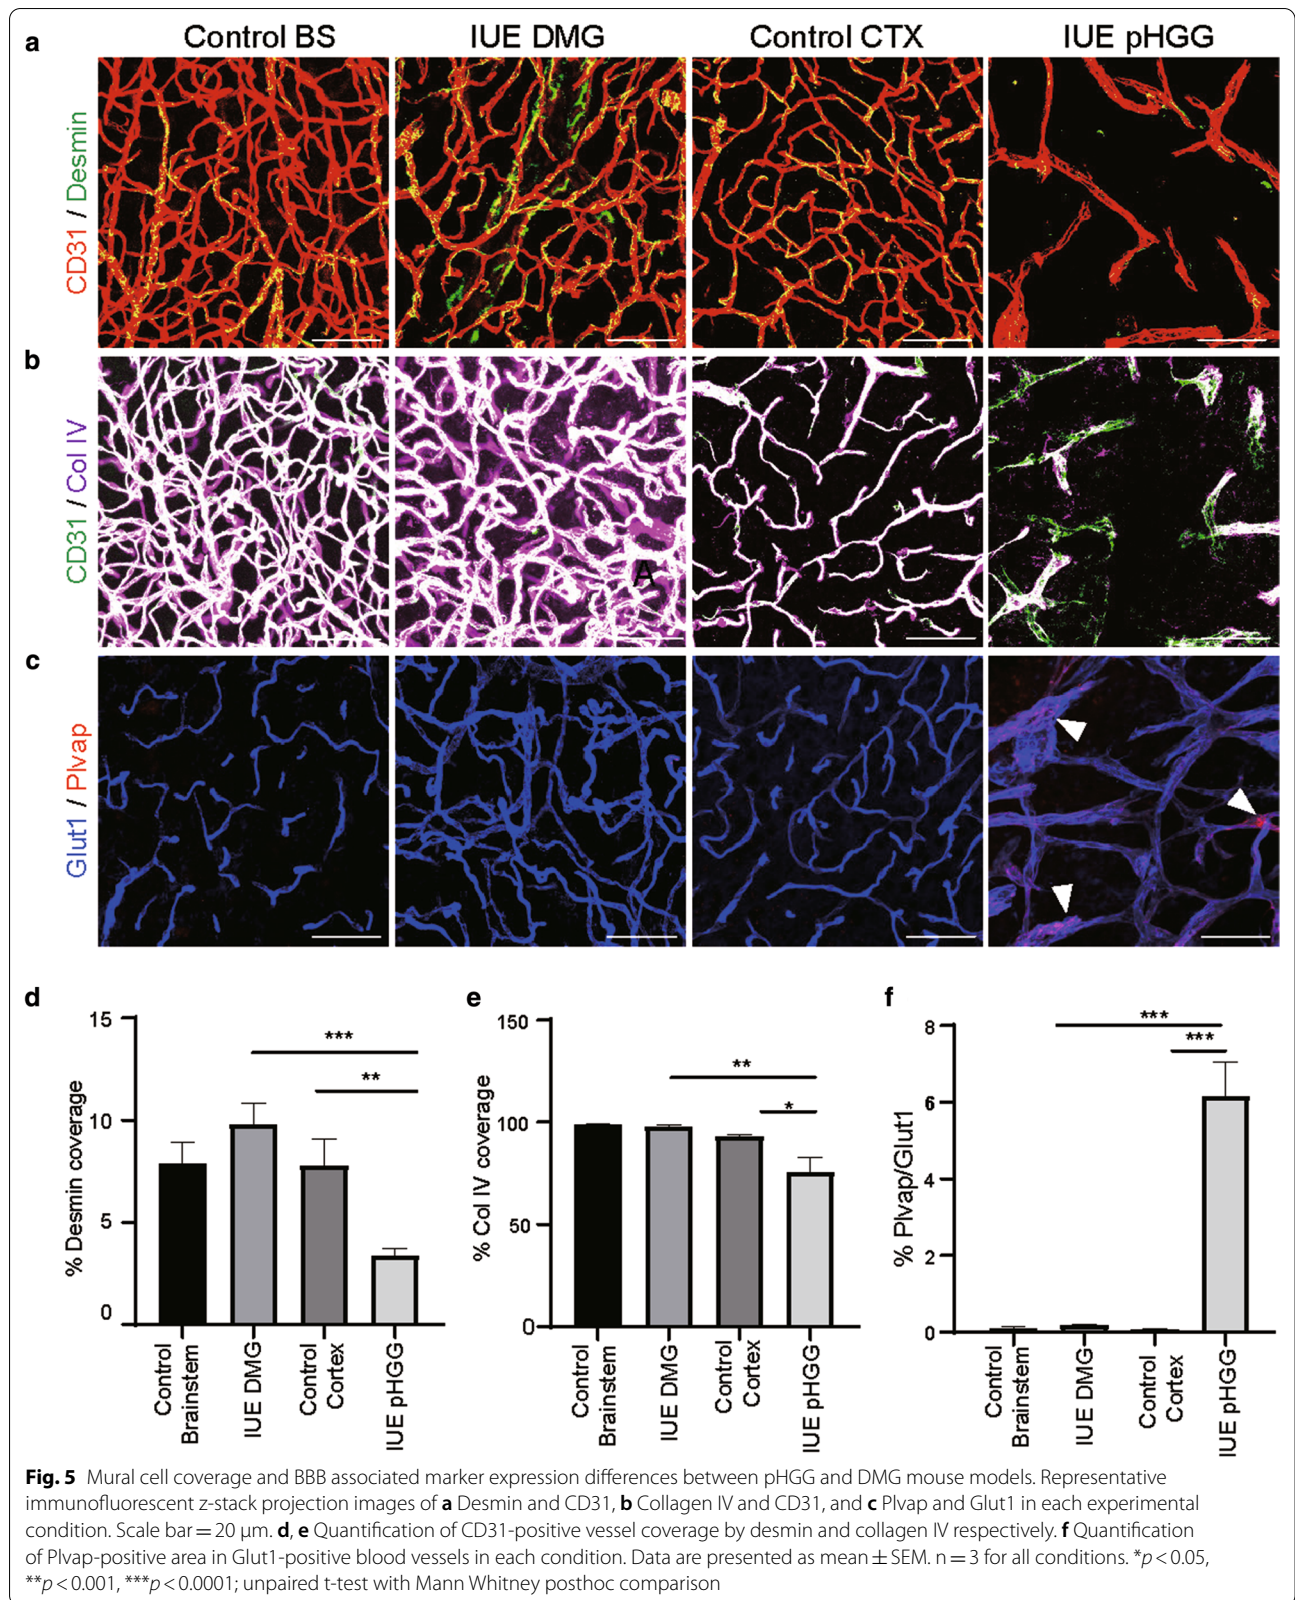 a
Control BS
IUE DMG
Control CTX
IUE pHGG
CD31 / Desmin
b
CD31 / Col IV
A
c
Glut1 / Plvap
d
15
10
5
0
% Desmin coverage
***
**
Control
Brainstem
IUE DMG
Control
Cortex
IUE pHGG
e
150
100
50
0
% Col IV coverage
**
*
Control
Brainstem
IUE DMG
Control
Cortex
IUE pHGG
f
8
6
4
2
0
% Plvap/Glut1
***
***
Control
Brainstem
IUE DMG
Control
Cortex
IUE pHGG
Fig. 5 Mural cell coverage and BBB associated marker expression differences between pHGG and DMG mouse models. Representative
immunofluorescent z-stack projection images of a Desmin and CD31, b Collagen IV and CD31, and c Plvap and Glut1 in each experimental
condition. Scale bar = 20 µm. d, e Quantification of CD31-positive vessel coverage by desmin and collagen IV respectively. f Quantification
of Plvap-positive area in Glut1-positive blood vessels in each condition. Data are presented as mean ± SEM. n = 3 for all conditions. *p < 0.05,
**p < 0.001, ***p < 0.0001; unpaired t-test with Mann Whitney posthoc comparison